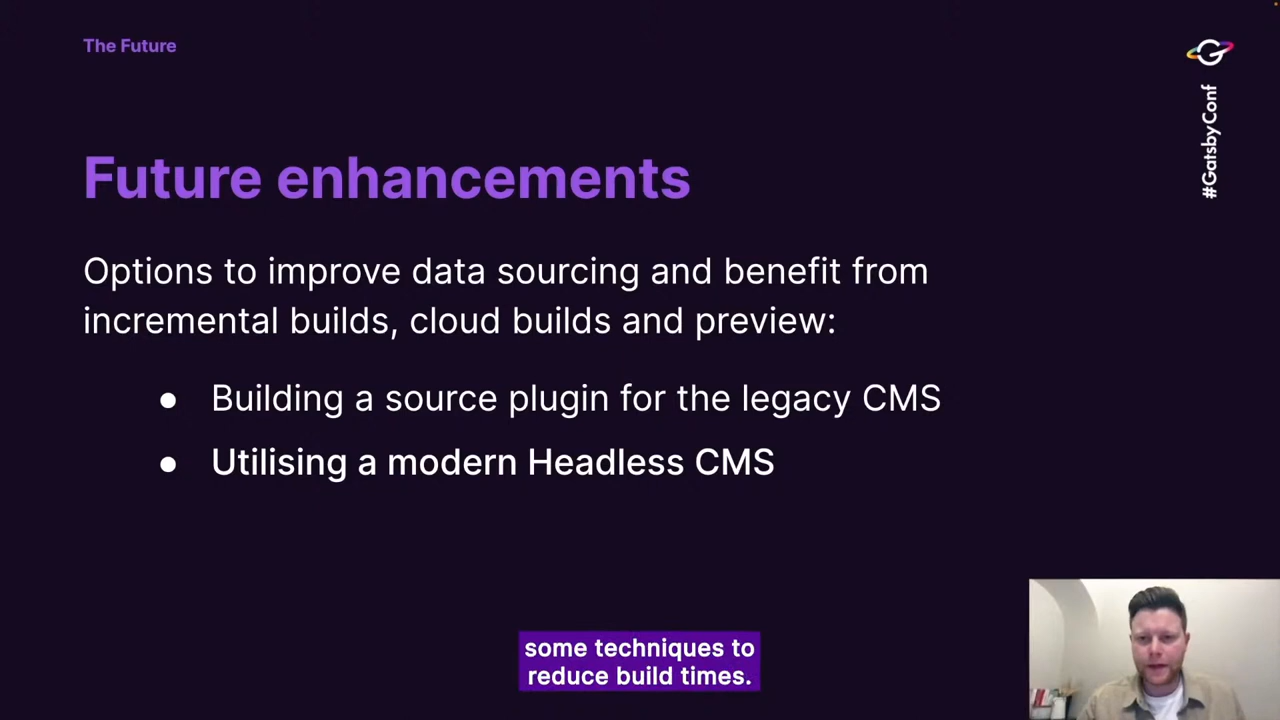 The Future
#GatsbyConf
Future enhancements
Options to improve data sourcing and benefit from
incremental builds, cloud builds and preview:
● Building a source plugin for the legacy CMS
● Utilising a modern Headless CMS
some techniques to
reduce build times.